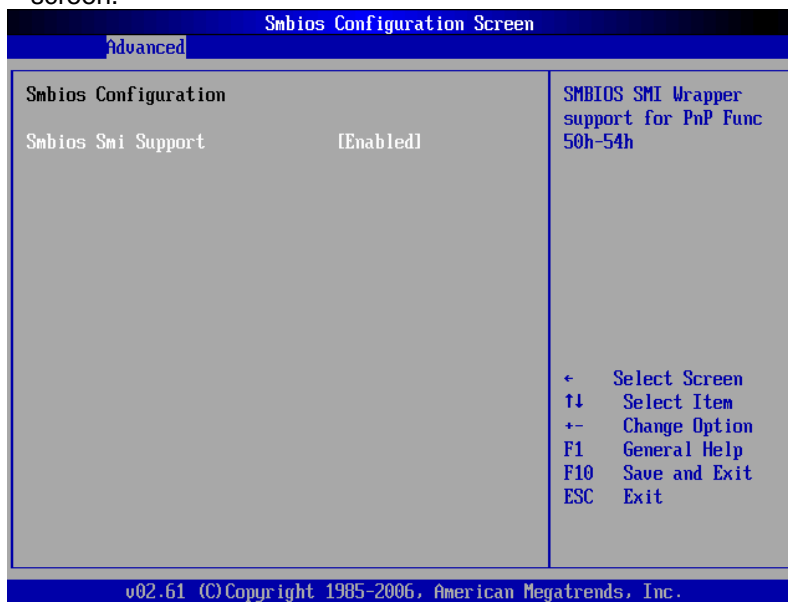 screen.
Smbios Configuration Screen
Advanced
Smbios Configuration
Smbios Smi Support [Enabled]
SMBIOS SMI Wrapper
support for PnP Func
50h-54h
← Select Screen
↑↓ Select Item
+- Change Option
F1 General Help
F10 Save and Exit
ESC Exit
v02.61 (C)Copyright 1985-2006, American Megatrends, Inc.